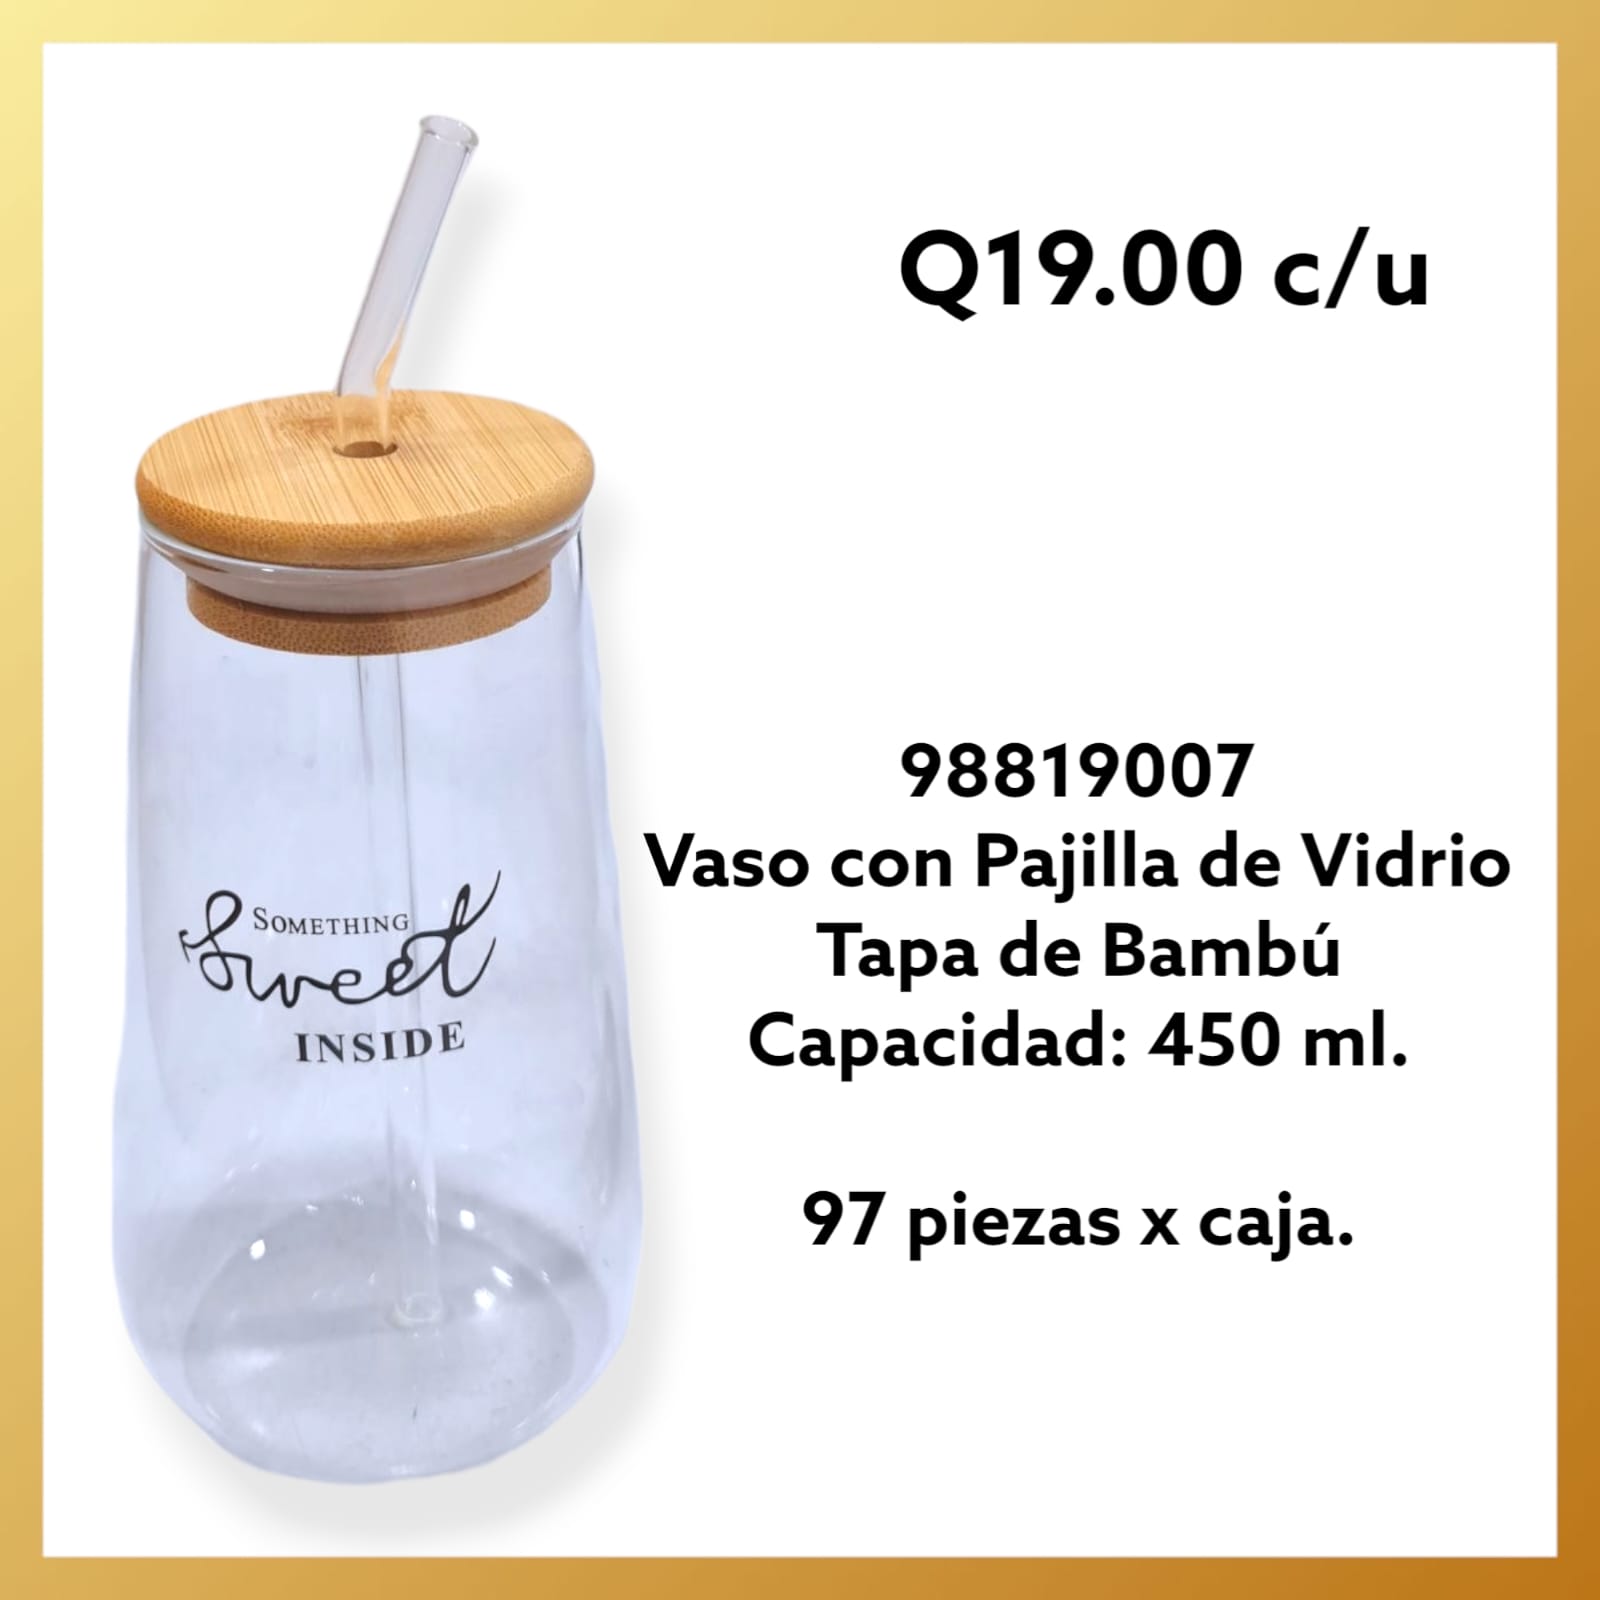 Q19.00 c/u
98819007
Vaso con Pajilla de Vidrio
Tapa de Bambú
Capacidad: 450 ml.
97 piezas x caja.
SOMETHING
Sweet
INSIDE